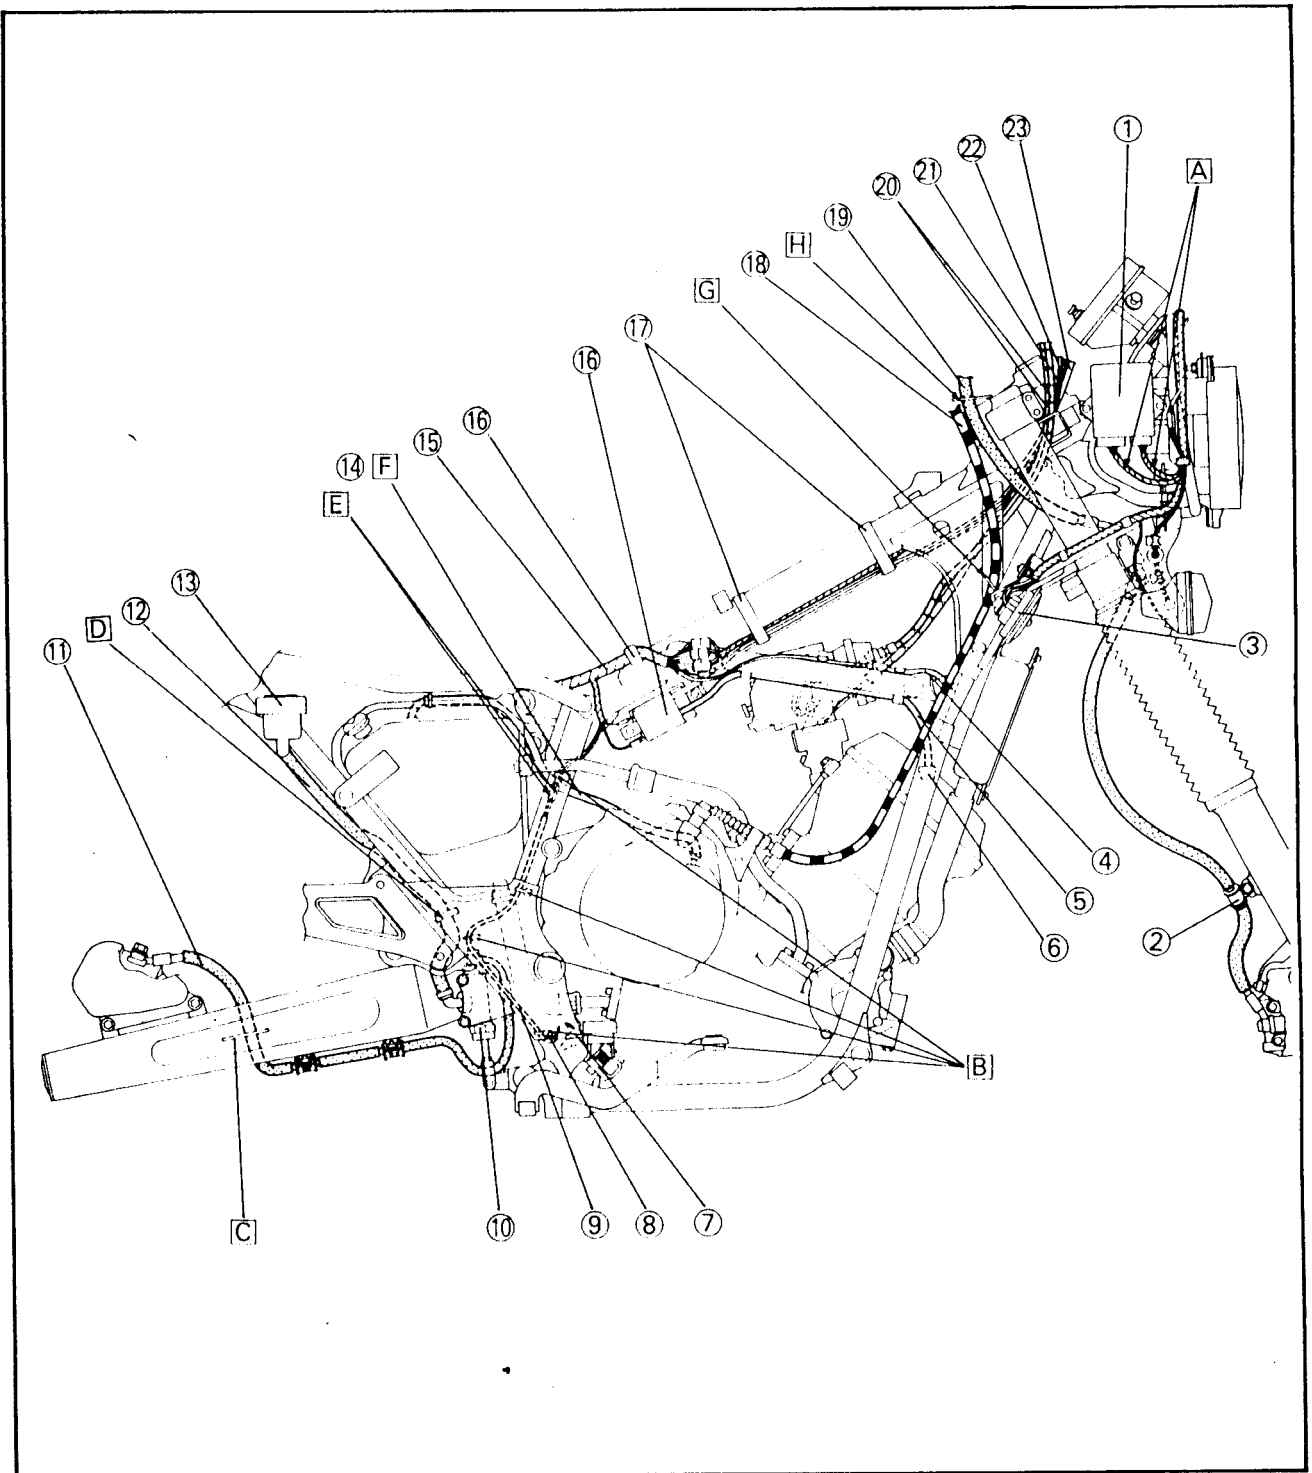 ㉓
①
㉒
㉑
A
⑳
⑲
H
⑱
G
⑰
⑯
⑯
⑮
⑭ F
E
⑬
⑫
D
⑪
③
④
⑤
⑥
②
B
C
⑩
⑨
⑧
⑦